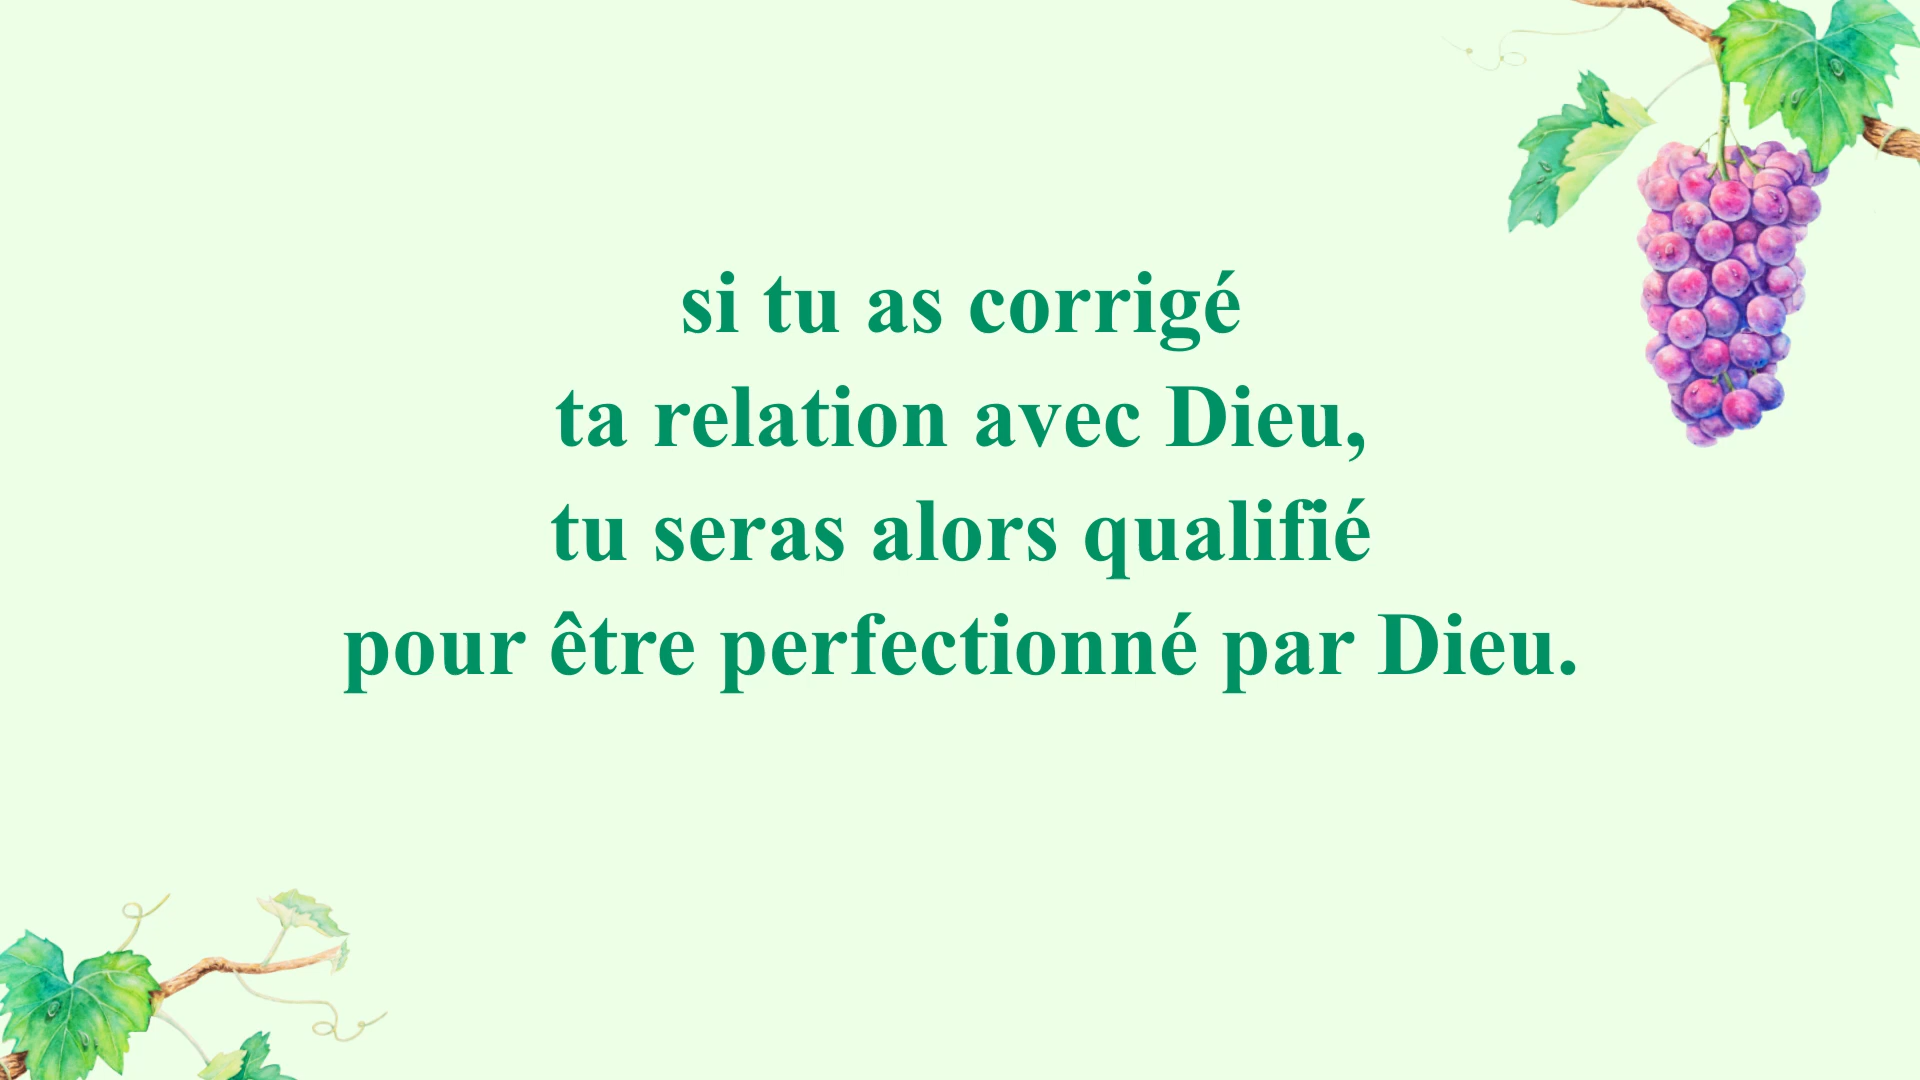 si tu as corrigé
ta relation avec Dieu,
tu seras alors qualifié
pour être perfectionné par Dieu.